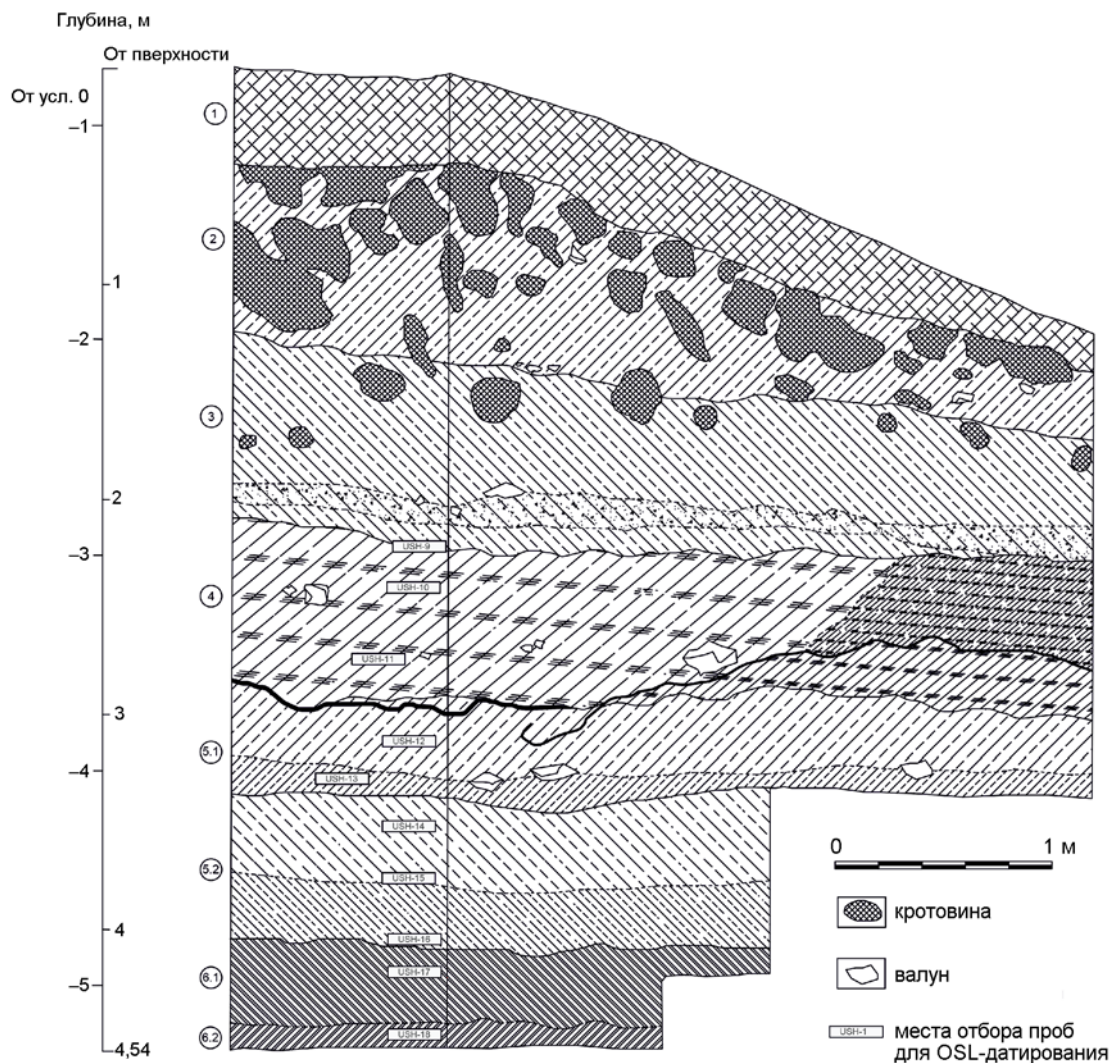 Глубина, м
От пверхности
От усл. 0
–1
1
–2
2
–3
3
–4
4
–5
4,54
1
2
3
4
5.1
5.2
6.1
6.2
USH-9
USH-10
USH-11
USH-12
USH-13
USH-14
USH-15
USH-16
USH-17
USH-18
0 1 м
кротовина
валун
USH-1 места отбора проб
для OSL-датирования